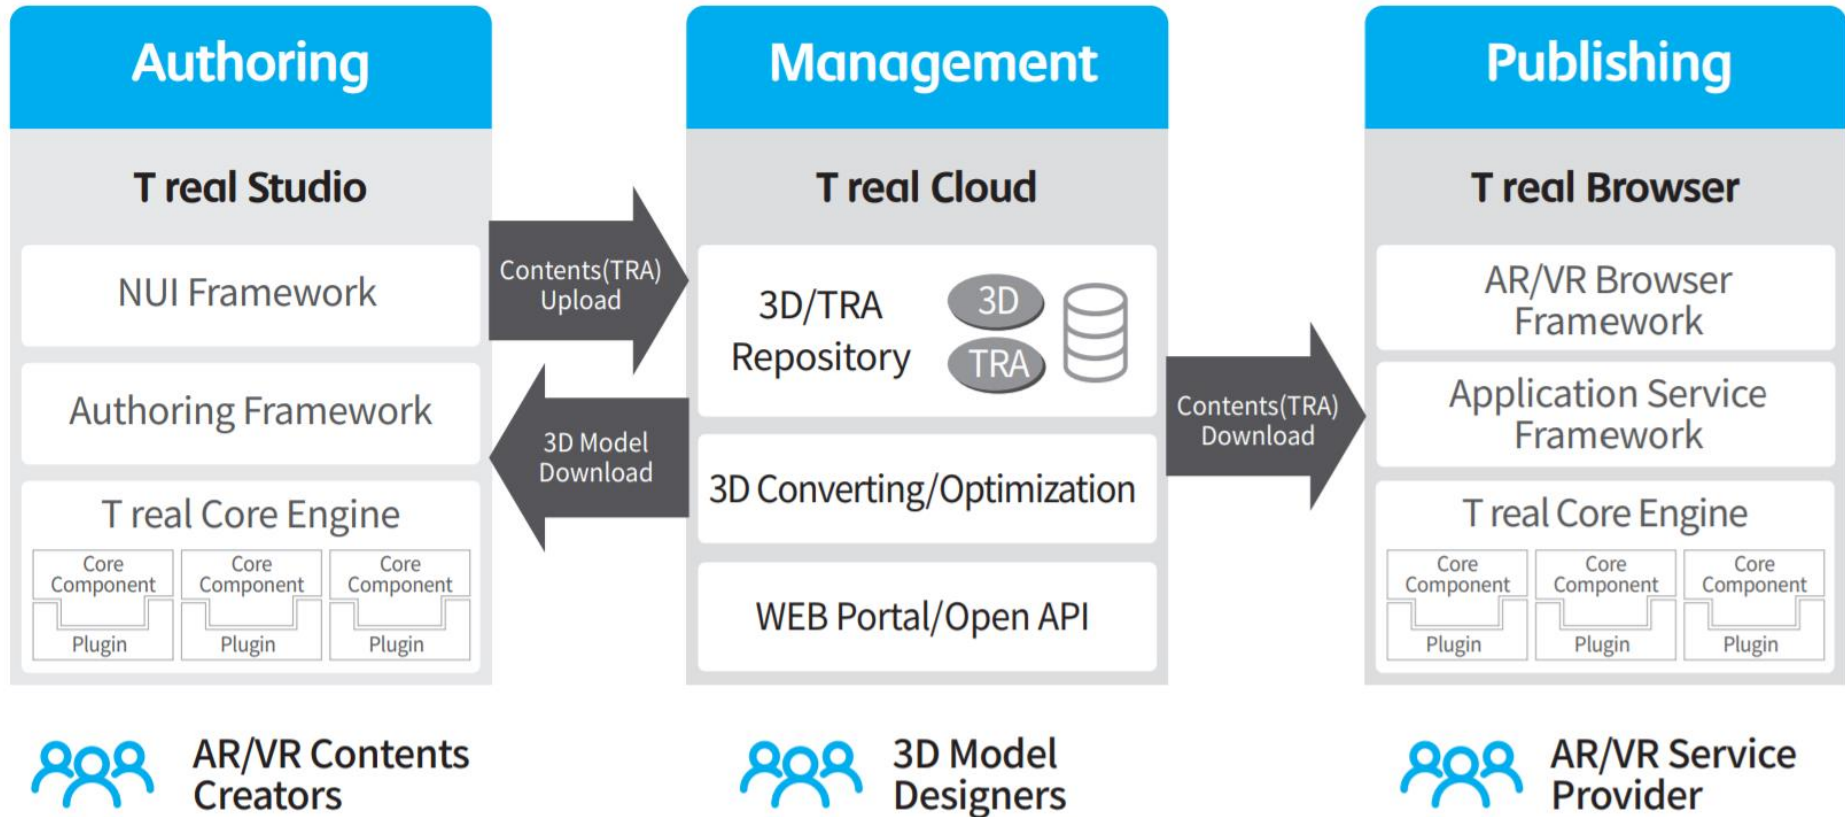 Authoring
T real Studio
NUI Framework
Authoring Framework
T real Core Engine
Core
Component
Plugin
Core
Component
Plugin
Core
Component
Plugin
AR/VR Contents
Creators
Contents(TRA)
Upload
3D Model
Download
Management
T real Cloud
3D/TRA
Repository
3D
TRA
3D Converting/Optimization
WEB Portal/Open API
3D Model
Designers
Contents(TRA)
Download
Publishing
T real Browser
AR/VR Browser
Framework
Application Service
Framework
T real Core Engine
Core
Component
Plugin
Core
Component
Plugin
Core
Component
Plugin
AR/VR Service
Provider